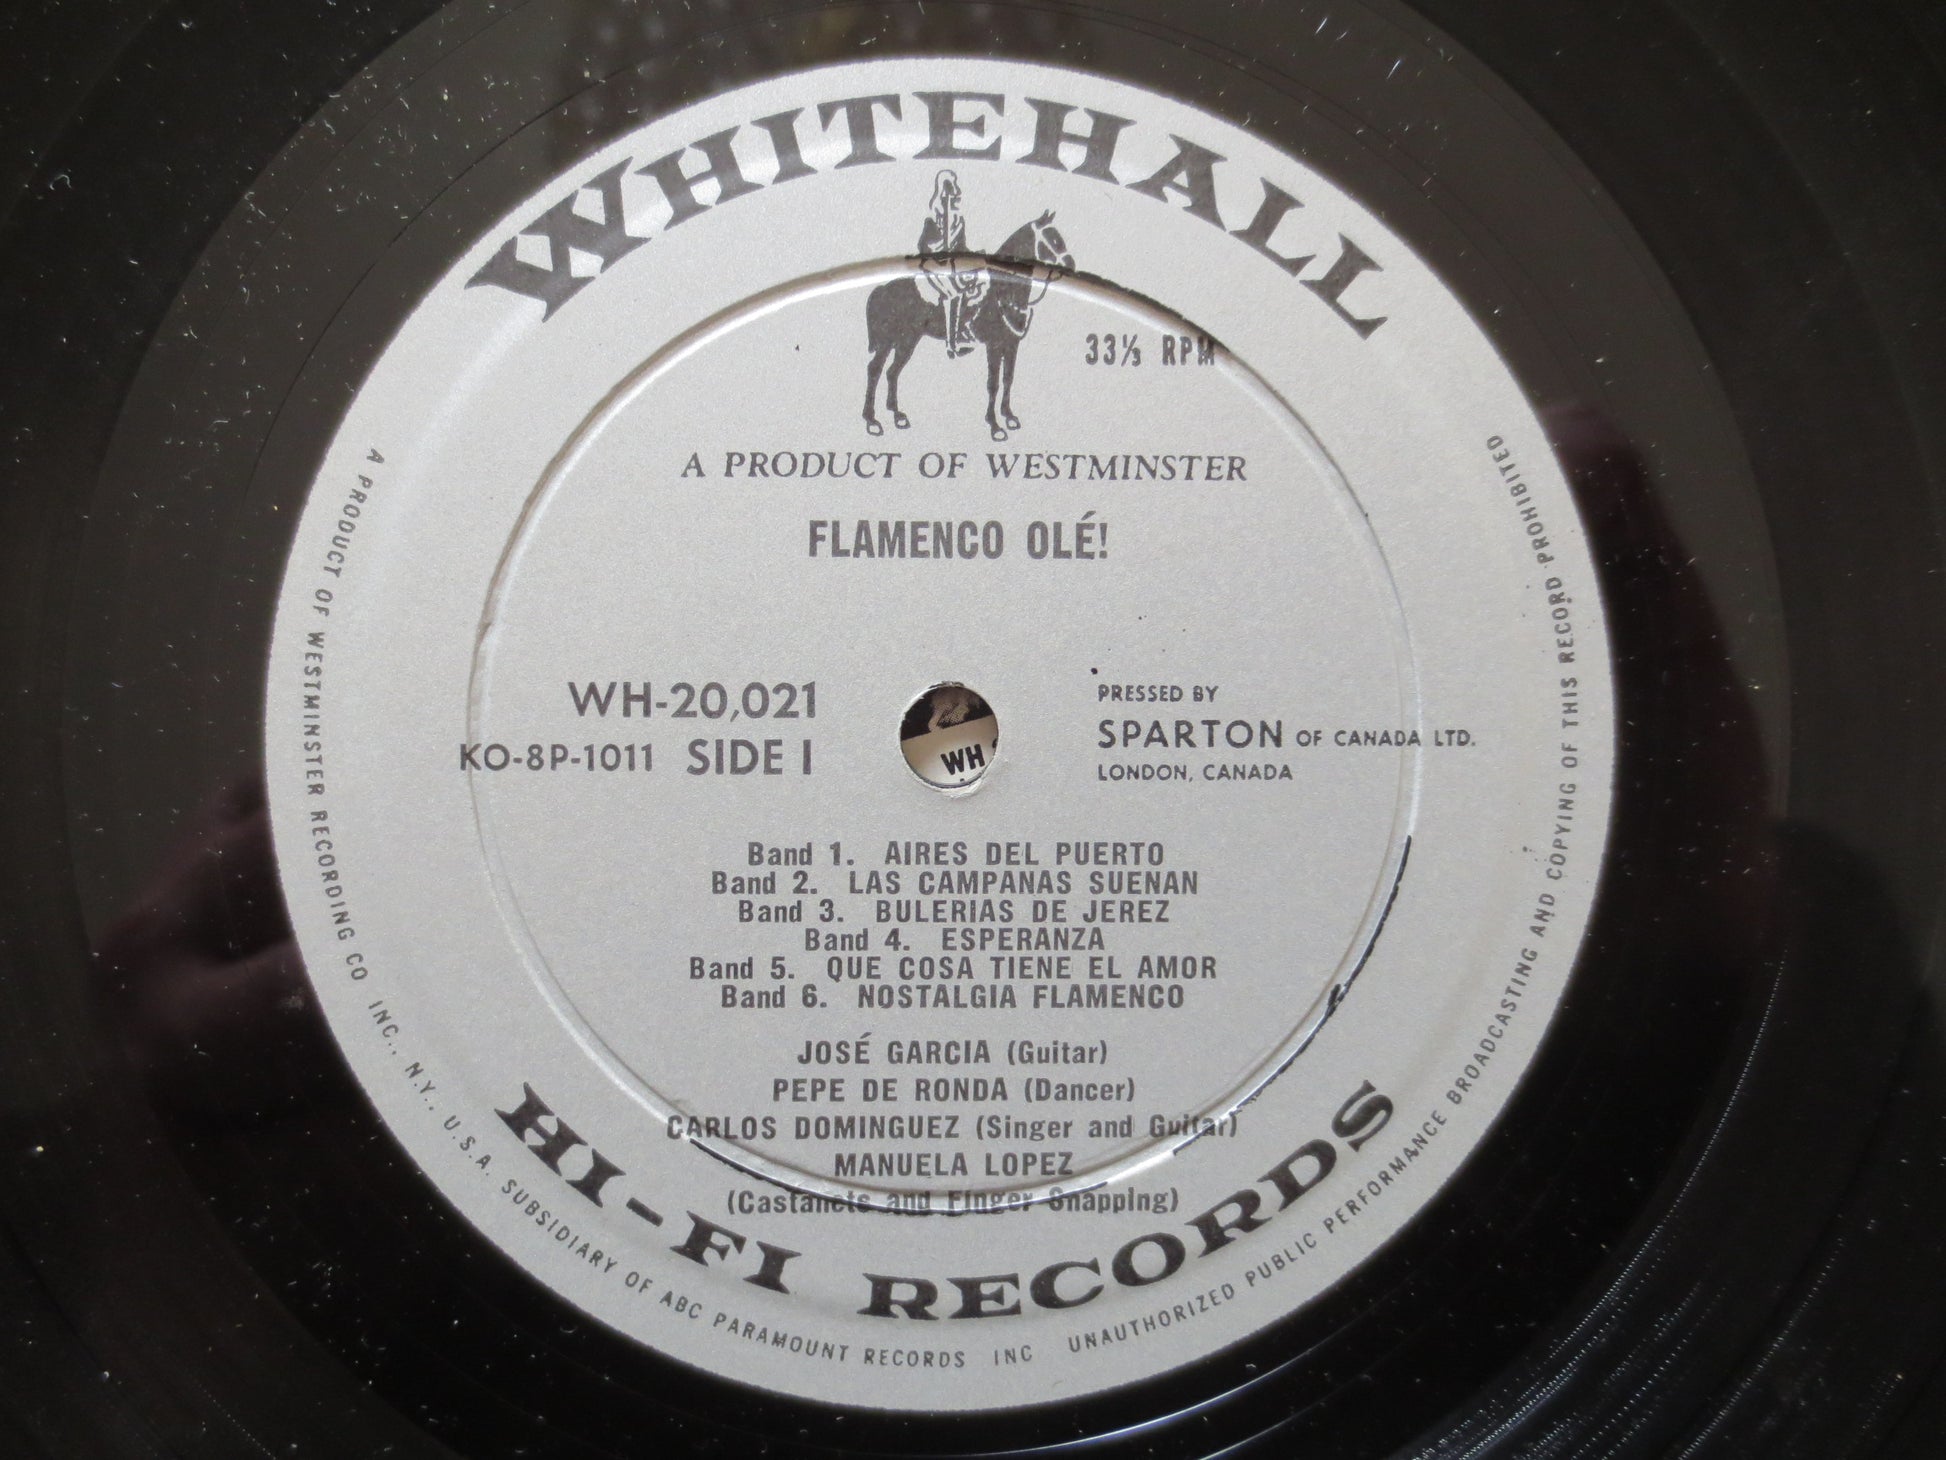 WHITEHALL
33⅓ RPM
A PRODUCT OF WESTMINSTER
FLAMENCO OLÉ!
WH-20,021
KO-8P-1011 SIDE I
WH
PRESSED BY
SPARTON OF CANADA LTD.
LONDON, CANADA
Band 1. AIRES DEL PUERTO
Band 2. LAS CAMPANAS SUENAN
Band 3. BULERIAS DE JEREZ
Band 4. ESPERANZA
Band 5. QUE COSA TIENE EL AMOR
Band 6. NOSTALGIA FLAMENCO
JOSÉ GARCIA (Guitar)
PEPE DE RONDA (Dancer)
CARLOS DOMINGUEZ (Singer and Guitar)
MANUELA LOPEZ
(Castanets and Finger Snapping)
HI-FI RECORDS
A PRODUCT OF WESTMINSTER RECORDING CO INC., N.Y., U.S.A. SUBSIDIARY OF ABC PARAMOUNT RECORDS INC UNAUTHORIZED PUBLIC PERFORMANCE BROADCASTING AND COPYING OF THIS RECORD PROHIBITED